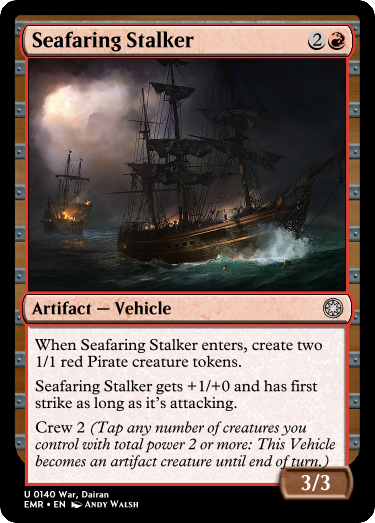 Seafaring Stalker 2
Artifact — Vehicle
When Seafaring Stalker enters, create two
1/1 red Pirate creature tokens.
Seafaring Stalker gets +1/+0 and has first
strike as long as it's attacking.
Crew 2 (Tap any number of creatures you
control with total power 2 or more: This Vehicle
becomes an artifact creature until end of turn.)
3/3
U 0140 War, Dairan
EMR • EN Andy Walsh